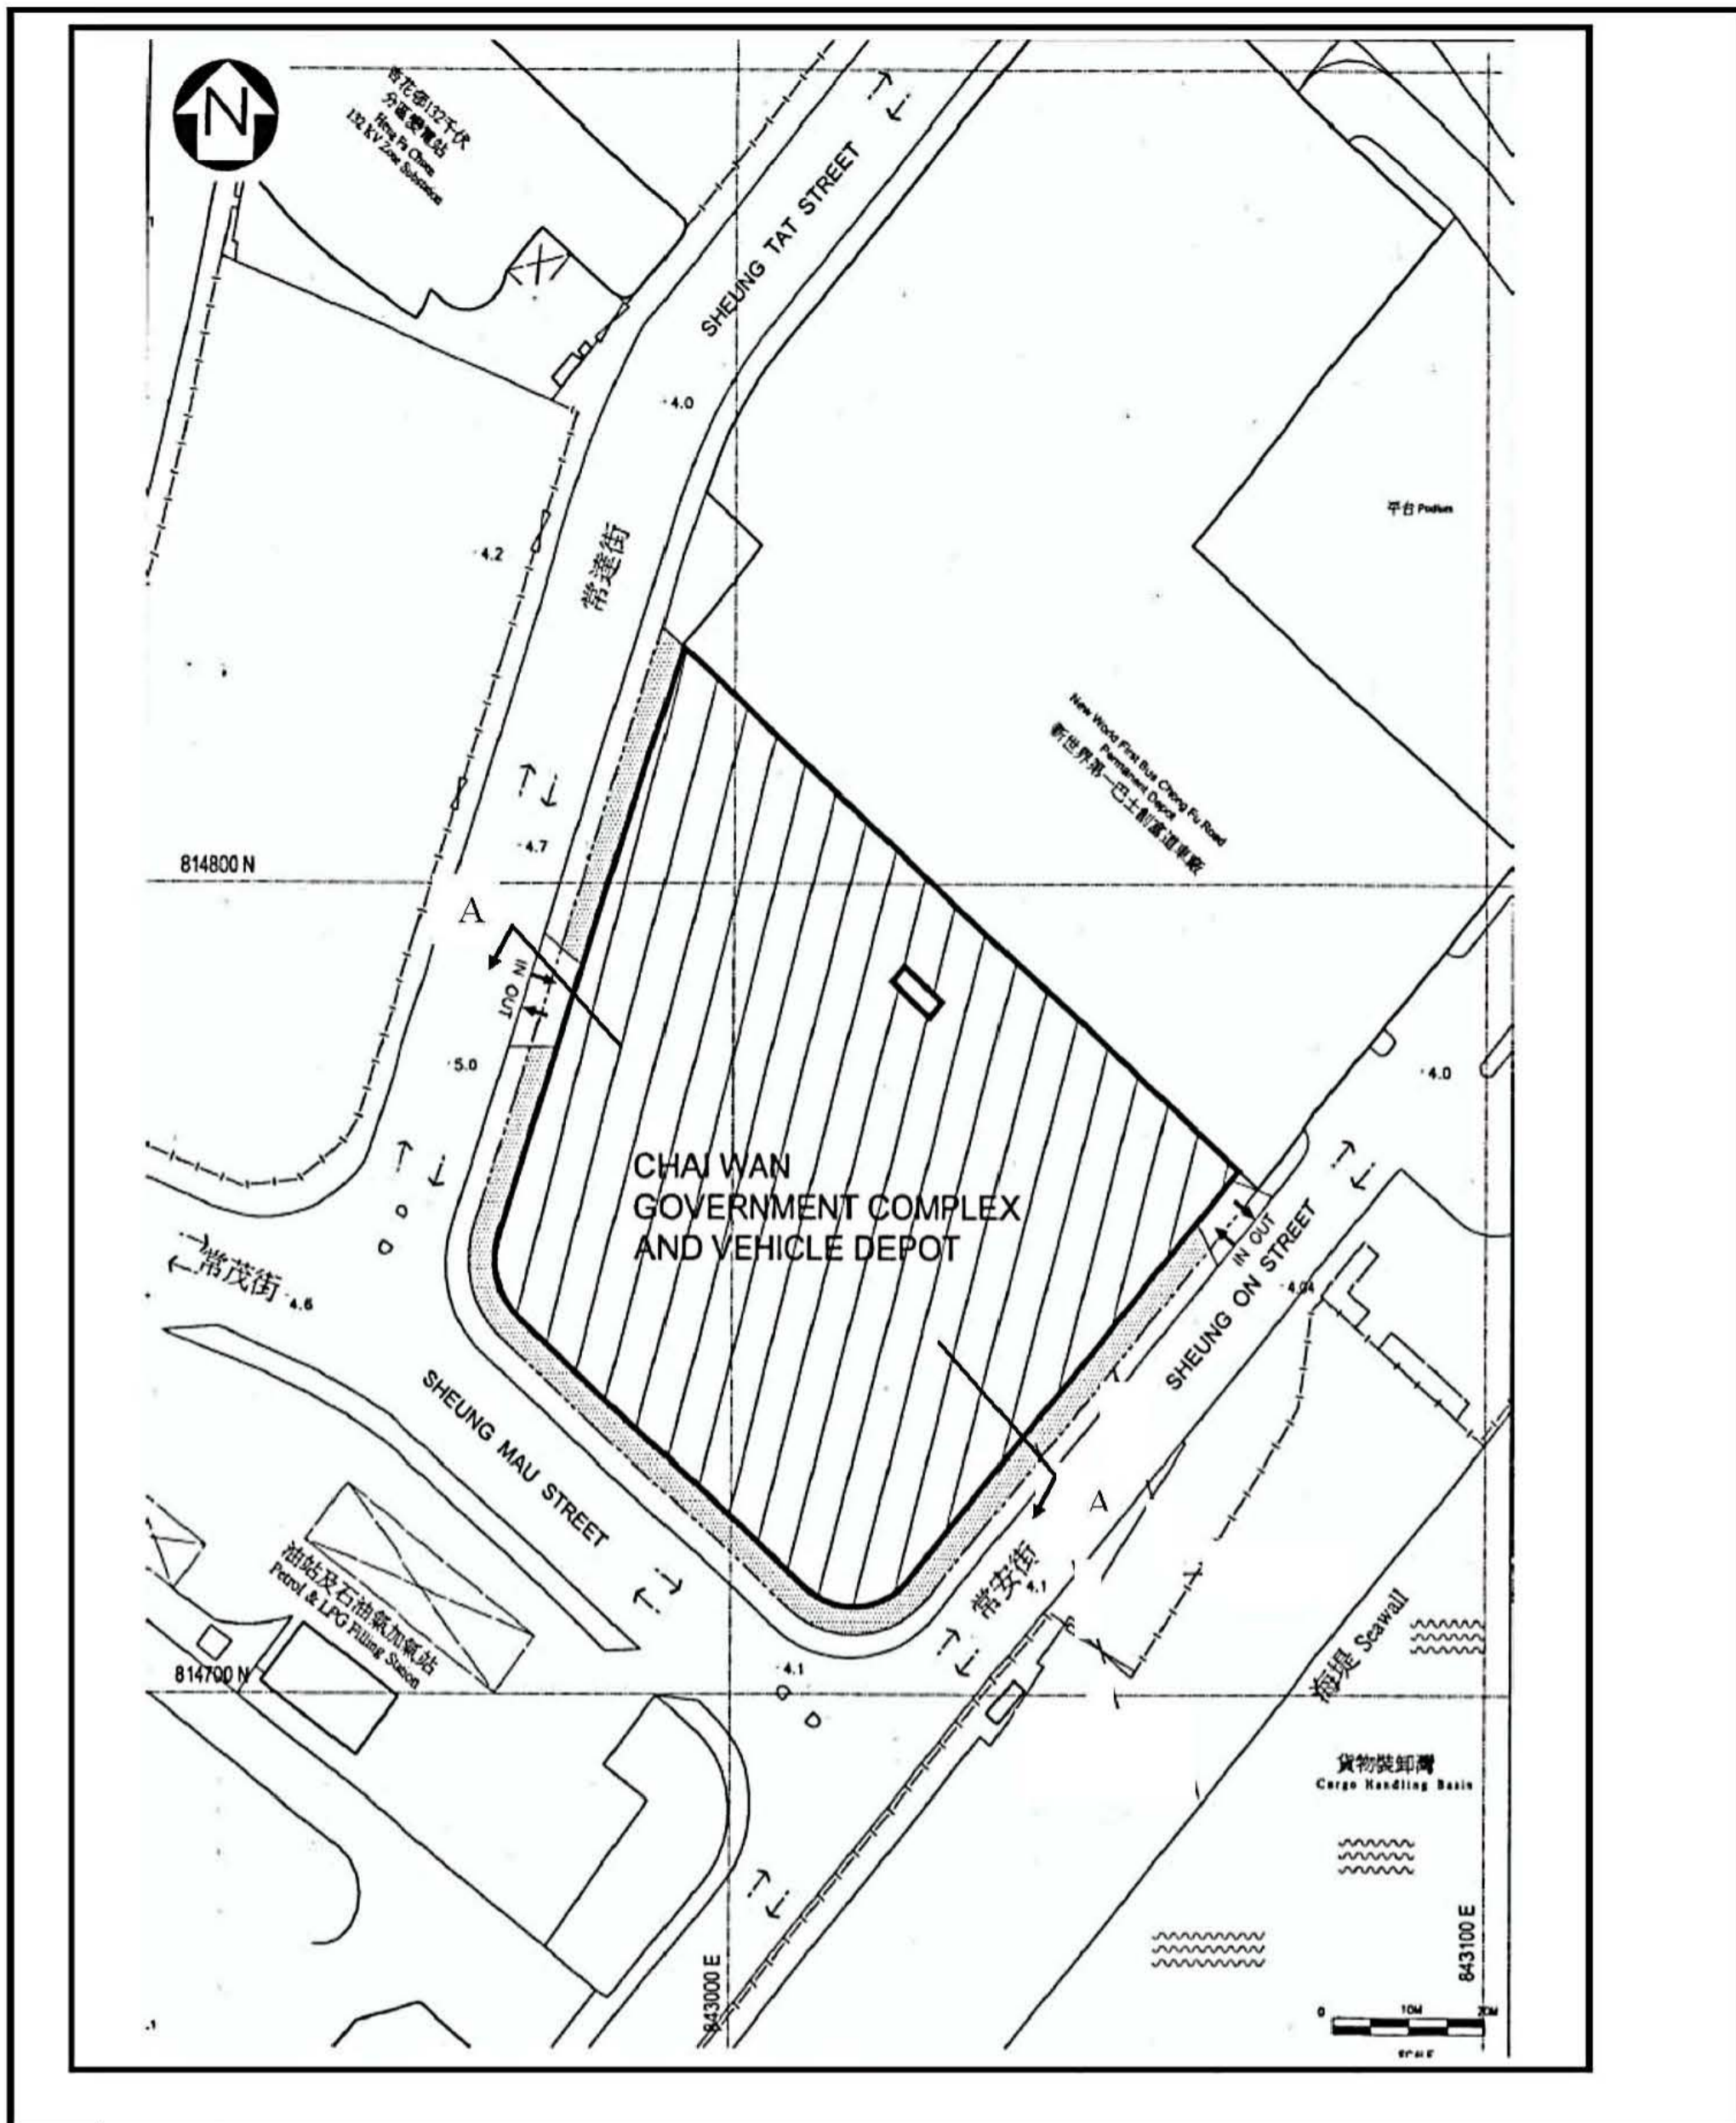 N
杏花邨132千伏
分區變電站
Heng Fa Chuen
132 KV Zone Substation
SHEUNG TAT STREET
4.0
平台 Podium
4.2
常達街
New World First Bus Chong Fu Road
Permanent Depot
新世界第一巴士創富道車廠
4.7
814800 N
A
IN OUT
5.0
4.0
CHAI WAN
GOVERNMENT COMPLEX
AND VEHICLE DEPOT
IN OUT
SHEUNG ON STREET
4.04
常茂街
4.6
SHEUNG MAU STREET
A
常安街
4.1
油站及石油氣加氣站
Petrol & LPG Filling Station
海堤 Seawall
814700 N
4.1
貨物裝卸灣
Cargo Handling Basin
843000 E
843100 E
0 10M 20M
SCALE
.1